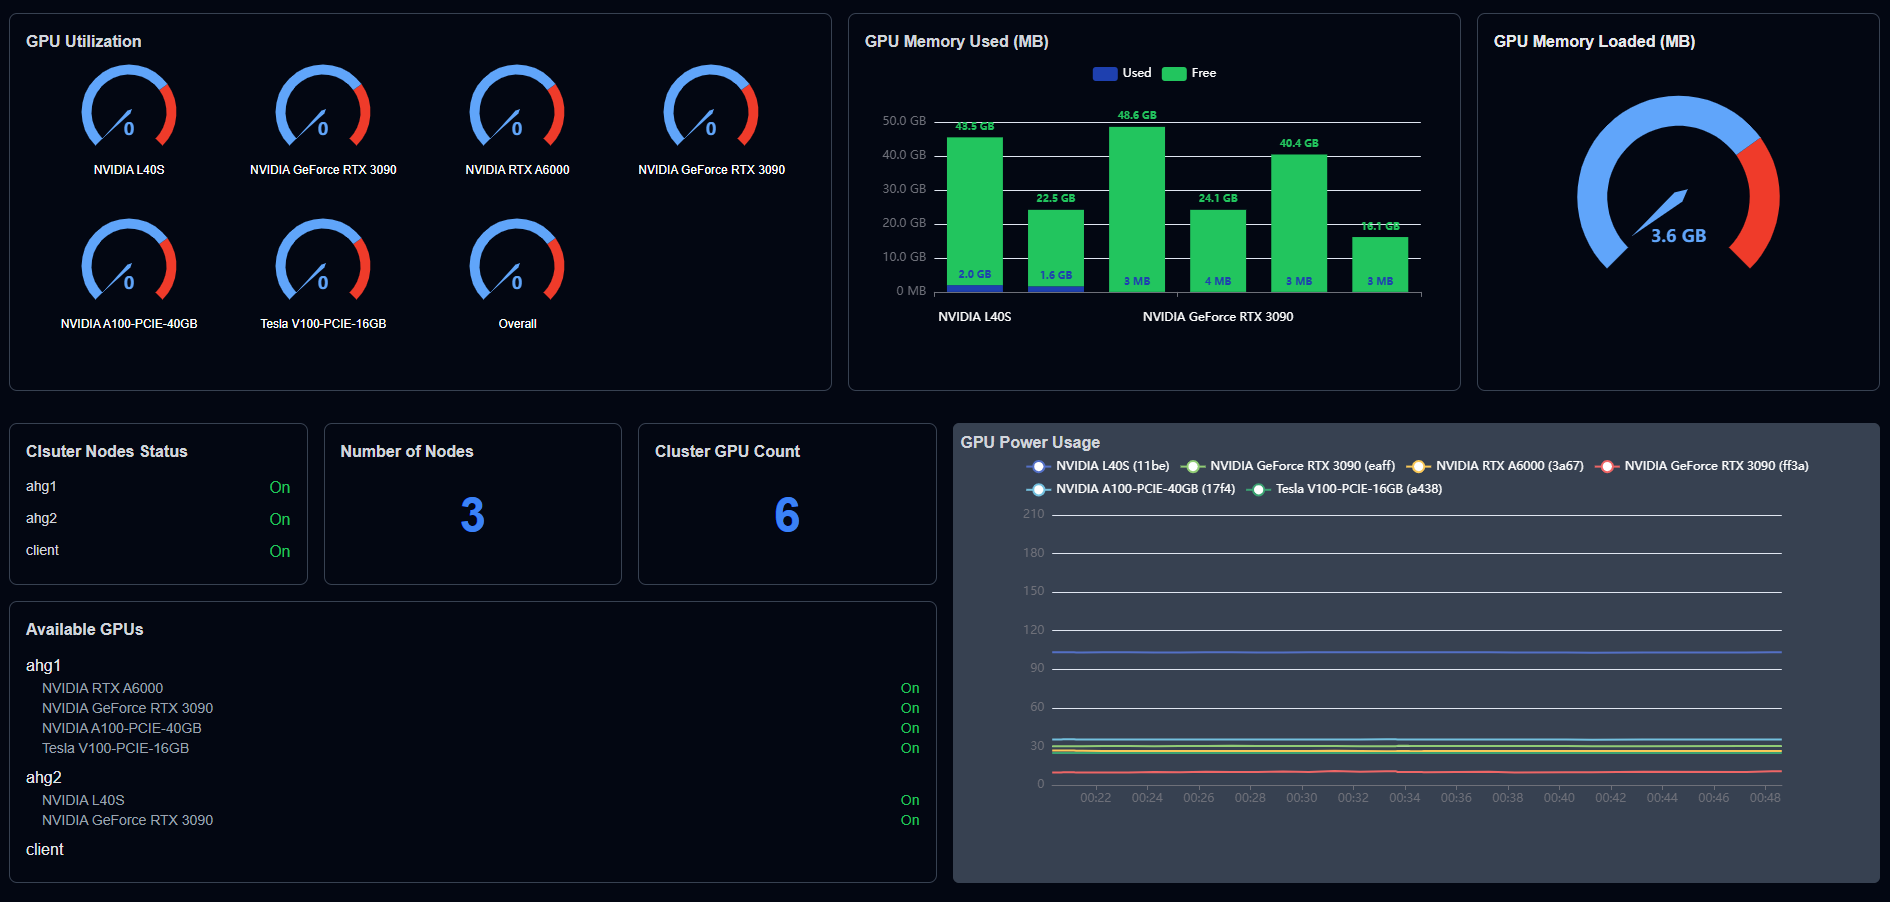 GPU Utilization
0
NVIDIA L40S
0
NVIDIA GeForce RTX 3090
0
NVIDIA RTX A6000
0
NVIDIA GeForce RTX 3090
0
NVIDIA A100-PCIE-40GB
0
Tesla V100-PCIE-16GB
0
Overall
GPU Memory Used (MB)
Used Free
50.0 GB
40.0 GB
30.0 GB
20.0 GB
10.0 GB
0 MB
43.5 GB
22.5 GB
48.6 GB
24.1 GB
40.4 GB
16.1 GB
2.0 GB
1.6 GB
3 MB
4 MB
3 MB
3 MB
NVIDIA L40S
NVIDIA GeForce RTX 3090
GPU Memory Loaded (MB)
3.6 GB
Clsuter Nodes Status
ahg1 On
ahg2 On
client On
Number of Nodes
3
Cluster GPU Count
6
Available GPUs
ahg1
NVIDIA RTX A6000 On
NVIDIA GeForce RTX 3090 On
NVIDIA A100-PCIE-40GB On
Tesla V100-PCIE-16GB On
ahg2
NVIDIA L40S On
NVIDIA GeForce RTX 3090 On
client
GPU Power Usage
NVIDIA L40S (11be) NVIDIA GeForce RTX 3090 (eaff) NVIDIA RTX A6000 (3a67) NVIDIA GeForce RTX 3090 (ff3a)
NVIDIA A100-PCIE-40GB (17f4) Tesla V100-PCIE-16GB (a438)
210
180
150
120
90
60
30
0
00:22 00:24 00:26 00:28 00:30 00:32 00:34 00:36 00:38 00:40 00:42 00:44 00:46 00:48